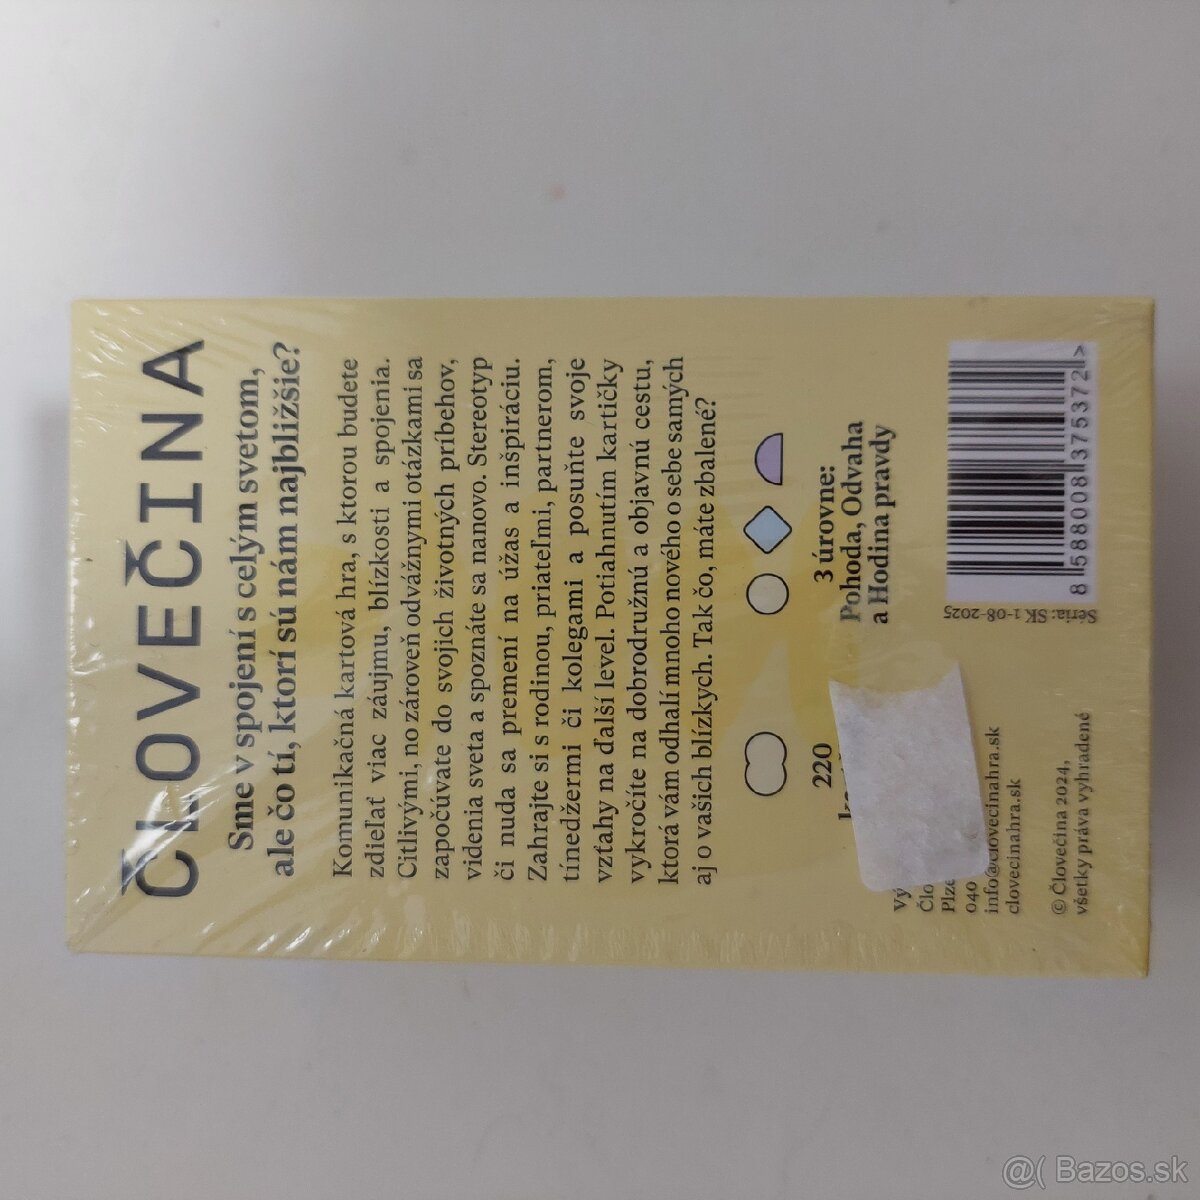 ČLOVEČINA
Sme v spojení s celým svetom,
ale čo tí, ktorí sú nám najbližšie?
Komunikačná kartová hra, s ktorou budete
zdieľať viac záujmu, blízkosti a spojenia.
Citlivými, no zároveň odvážnymi otázkami sa
započúvate do svojich životných príbehov,
videnia sveta a spoznáte sa nanovo. Stereotyp
či nuda sa premení na úžas a inšpiráciu.
Zahrajte si s rodinou, priateľmi, partnerom,
tínedžermi či kolegami a posuňte svoje
vzťahy na ďalší level. Potiahnutím kartičky
vykročíte na dobrodružnú a objavnú cestu,
ktorá vám odhalí mnoho nového o sebe samých
aj o vašich blízkych. Tak čo, máte zbalené?
220
3 úrovne:
Pohoda, Odvaha
a Hodina pravdy
Vý
Člo
Plze
040
info@clovecinahra.sk
clovecinahra.sk
© Človečina 2024,
všetky práva vyhradené
Séria: SK 1-08-2025
8 588008 375372 >
@( Bazos.sk